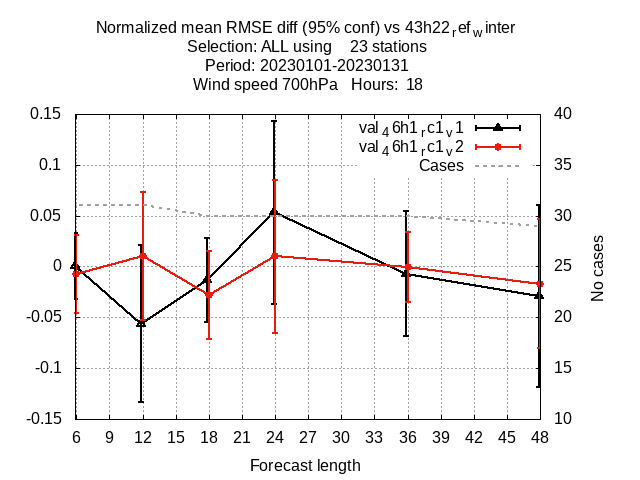 Normalized mean RMSE diff (95% conf) vs 43h22refwinter
Selection: ALL using 23 stations
Period: 20230101-20230131
Wind speed 700hPa Hours: 18
val46h1rc1v1
val46h1rc1v2
Cases
0.15
0.1
0.05
0
-0.05
-0.1
-0.15
40
35
30
25
20
15
10
No cases
6 9 12 15 18 21 24 27 30 33 36 39 42 45 48
Forecast length